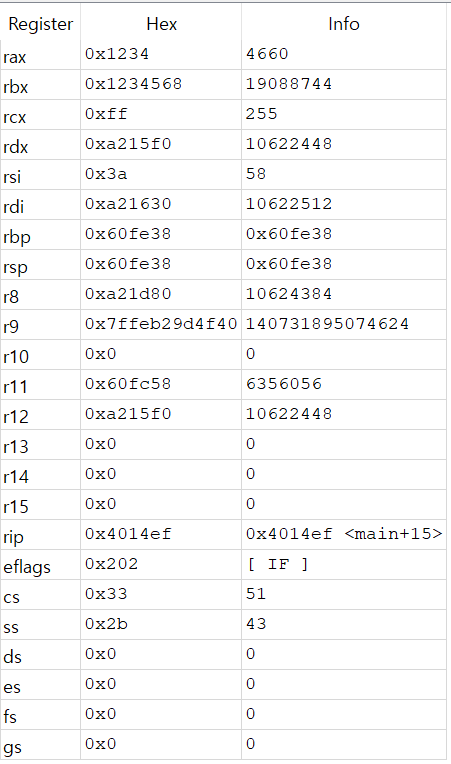 Register Hex Info
rax 0x1234 4660
rbx 0x1234568 19088744
rcx 0xff 255
rdx 0xa215f0 10622448
rsi 0x3a 58
rdi 0xa21630 10622512
rbp 0x60fe38 0x60fe38
rsp 0x60fe38 0x60fe38
r8 0xa21d80 10624384
r9 0x7ffeb29d4f40 140731895074624
r10 0x0 0
r11 0x60fc58 6356056
r12 0xa215f0 10622448
r13 0x0 0
r14 0x0 0
r15 0x0 0
rip 0x4014ef 0x4014ef <main+15>
eflags 0x202 [ IF ]
cs 0x33 51
ss 0x2b 43
ds 0x0 0
es 0x0 0
fs 0x0 0
gs 0x0 0